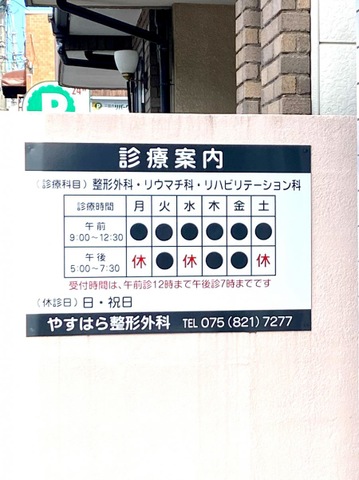 24
P
診療案内
(診療科目) 整形外科・リウマチ科・リハビリテーション科
診療時間 月 火 水 木 金 土
午前 9:00〜12:30 ● ● ● ● ● ●
午後 5:00〜7:30 休 ● 休 ● ● 休
受付時間は、午前診12時まで午後診7時までです
(休診日) 日・祝日
やすはら整形外科 TEL 075 (821) 7277